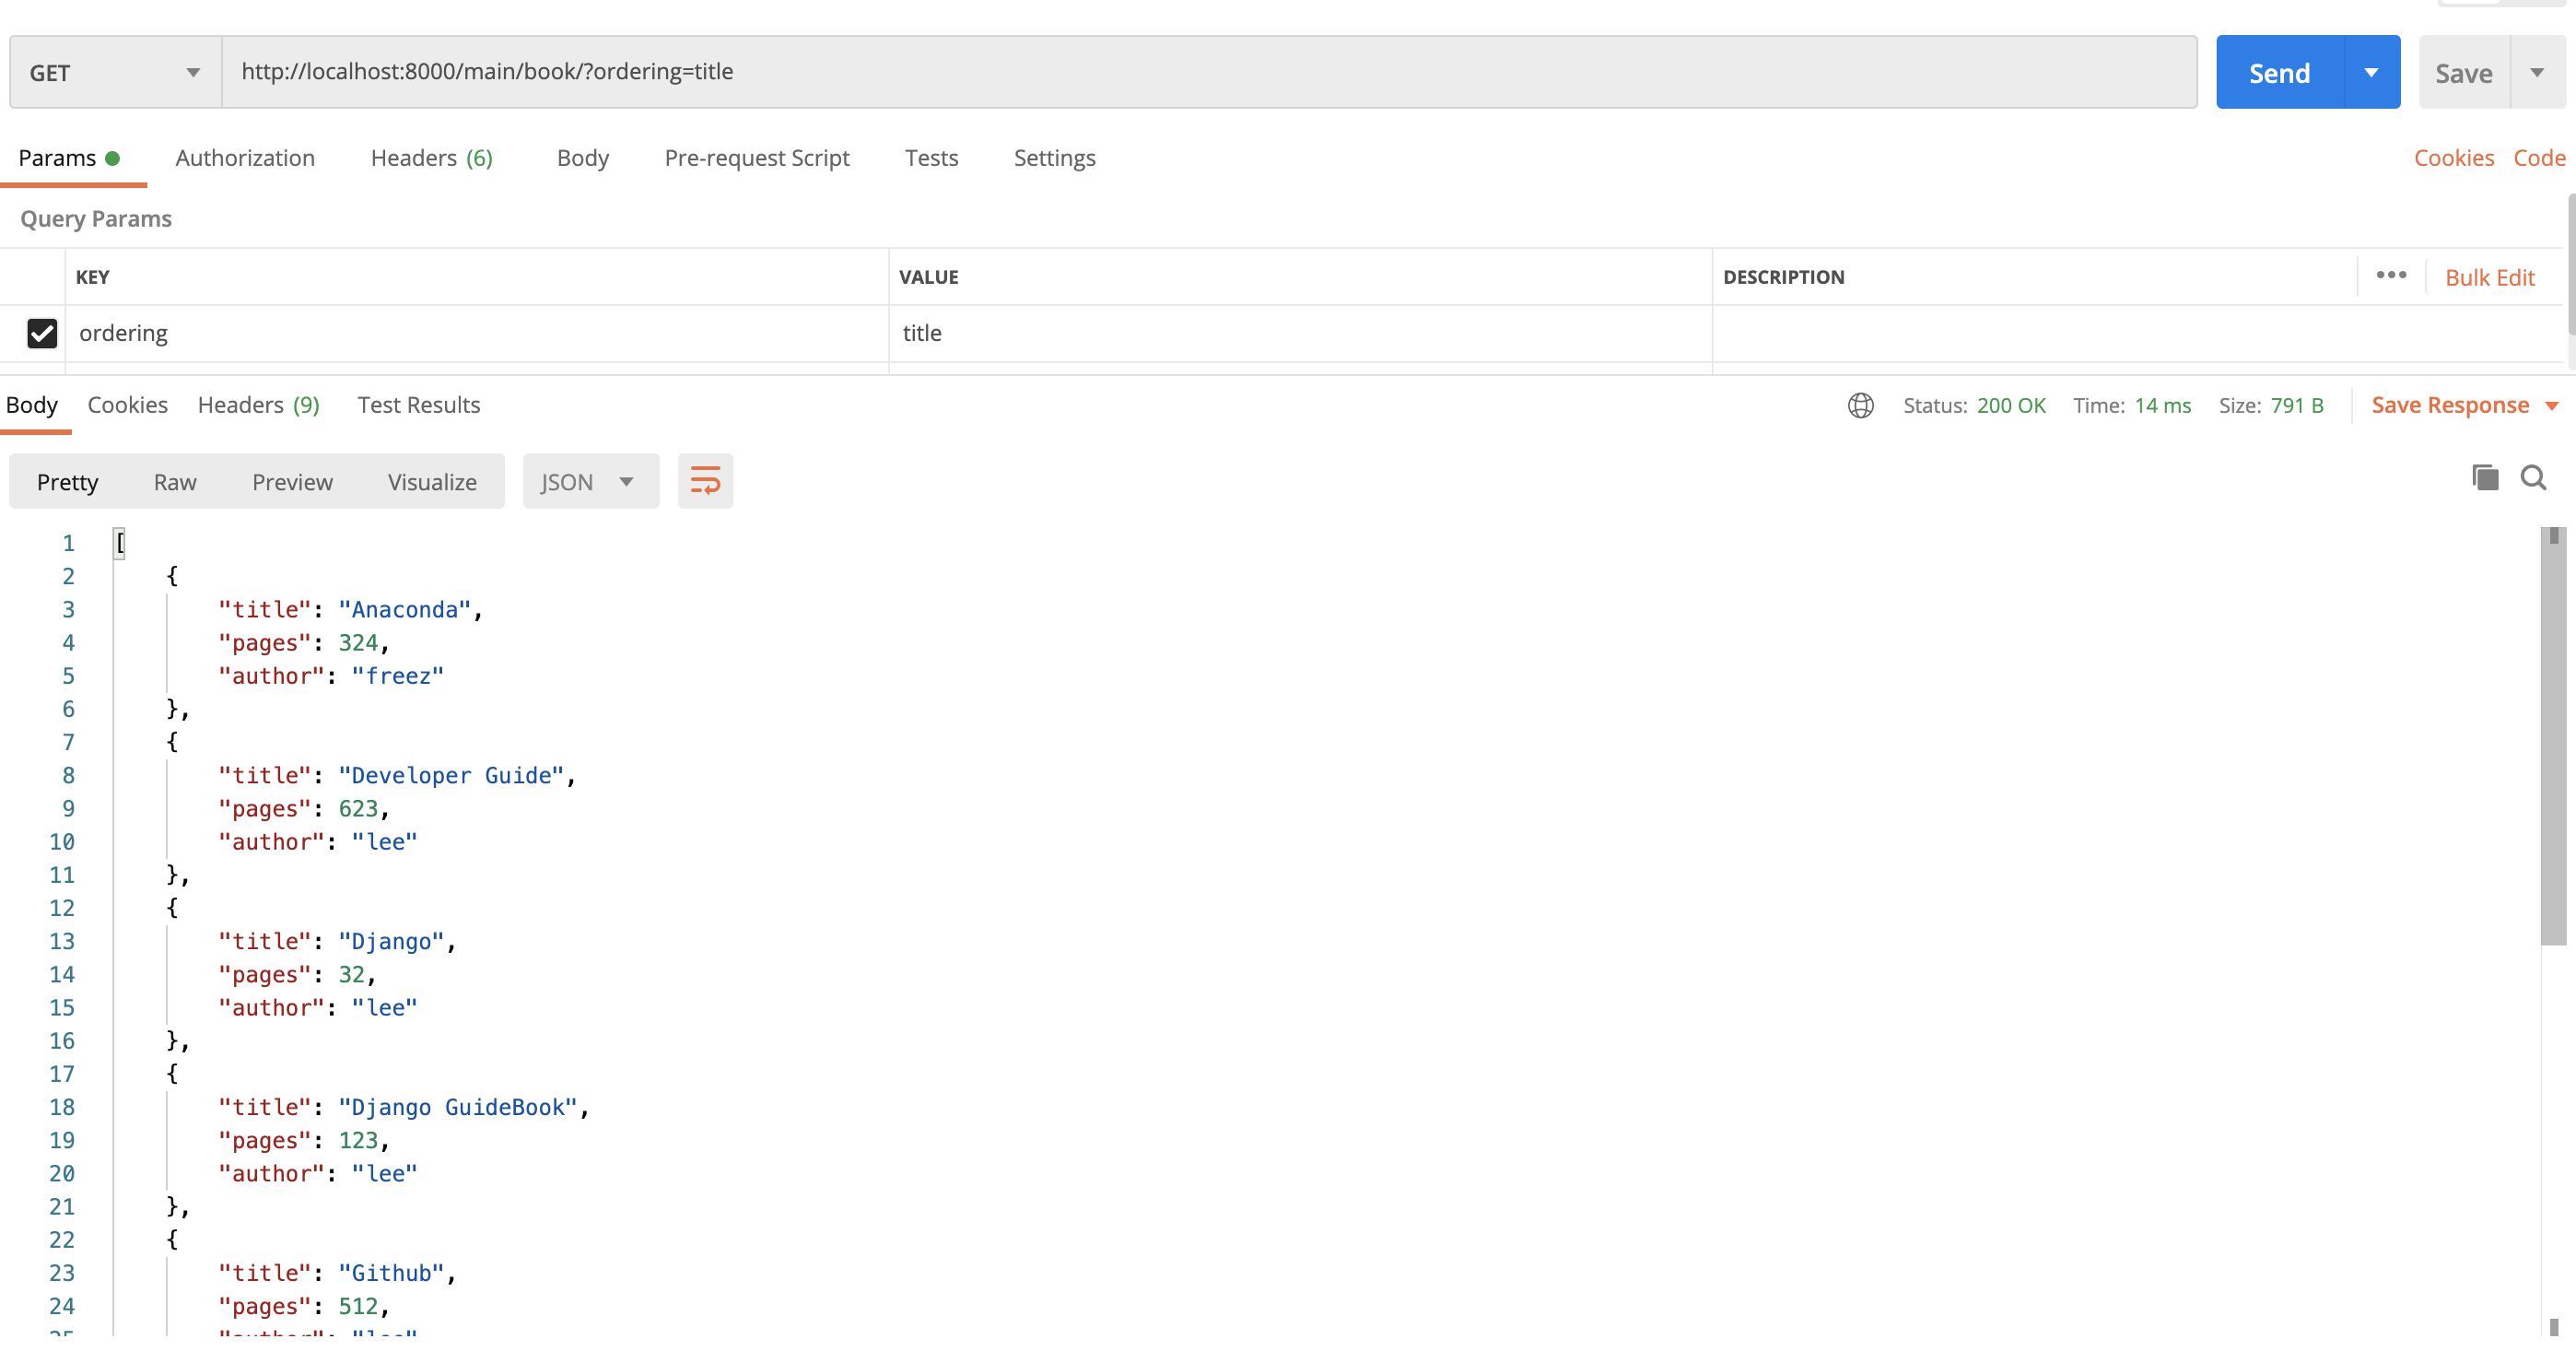 GET http://localhost:8000/main/book/?ordering=title Send Save
Params Authorization Headers (6) Body Pre-request Script Tests Settings Cookies Code
Query Params
KEY VALUE DESCRIPTION ••• Bulk Edit
ordering title
Body Cookies Headers (9) Test Results Status: 200 OK Time: 14 ms Size: 791 B Save Response
Pretty Raw Preview Visualize JSON
1 [
2 {
3 "title": "Anaconda",
4 "pages": 324,
5 "author": "freez"
6 },
7 {
8 "title": "Developer Guide",
9 "pages": 623,
10 "author": "lee"
11 },
12 {
13 "title": "Django",
14 "pages": 32,
15 "author": "lee"
16 },
17 {
18 "title": "Django GuideBook",
19 "pages": 123,
20 "author": "lee"
21 },
22 {
23 "title": "Github",
24 "pages": 512,
25 "author": "lee"